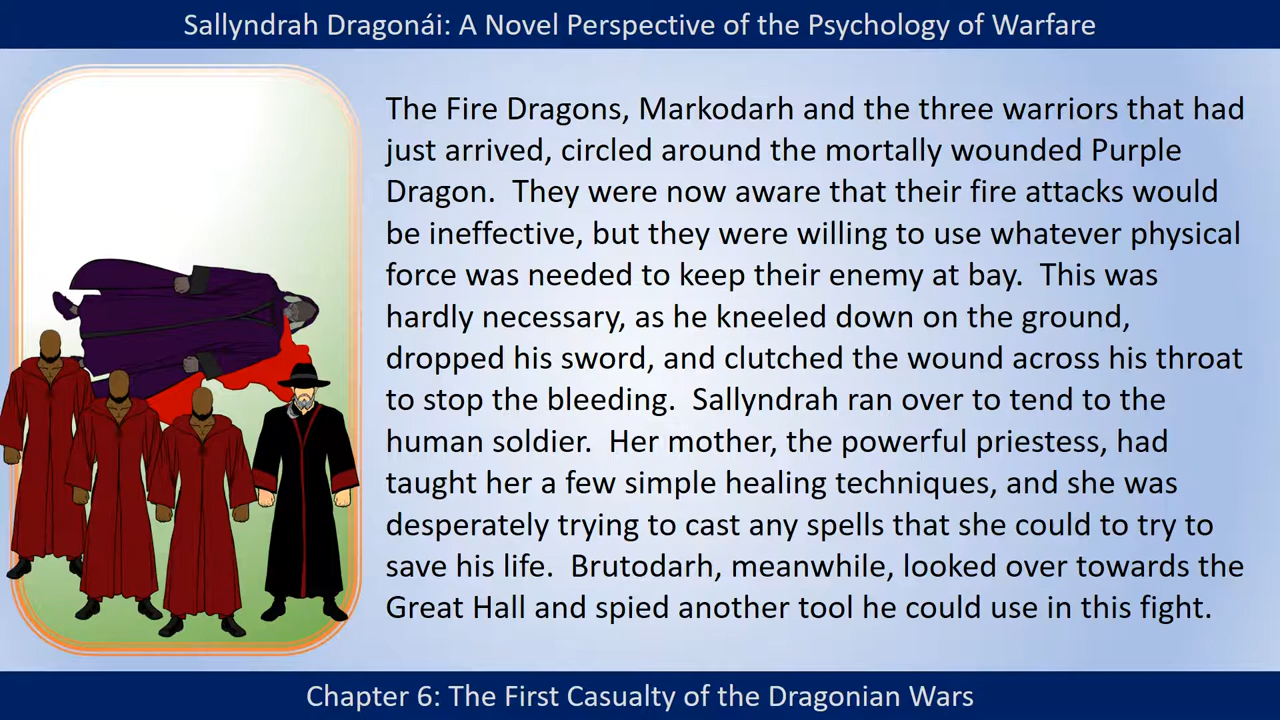 Sallyndrah Dragonái: A Novel Perspective of the Psychology of Warfare
The Fire Dragons, Markodarh and the three warriors that had
just arrived, circled around the mortally wounded Purple
Dragon.  They were now aware that their fire attacks would
be ineffective, but they were willing to use whatever physical
force was needed to keep their enemy at bay.  This was
hardly necessary, as he kneeled down on the ground,
dropped his sword, and clutched the wound across his throat
to stop the bleeding.  Sallyndrah ran over to tend to the
human soldier.  Her mother, the powerful priestess, had
taught her a few simple healing techniques, and she was
desperately trying to cast any spells that she could to try to
save his life.  Brutodarh, meanwhile, looked over towards the
Great Hall and spied another tool he could use in this fight.
Chapter 6: The First Casualty of the Dragonian Wars